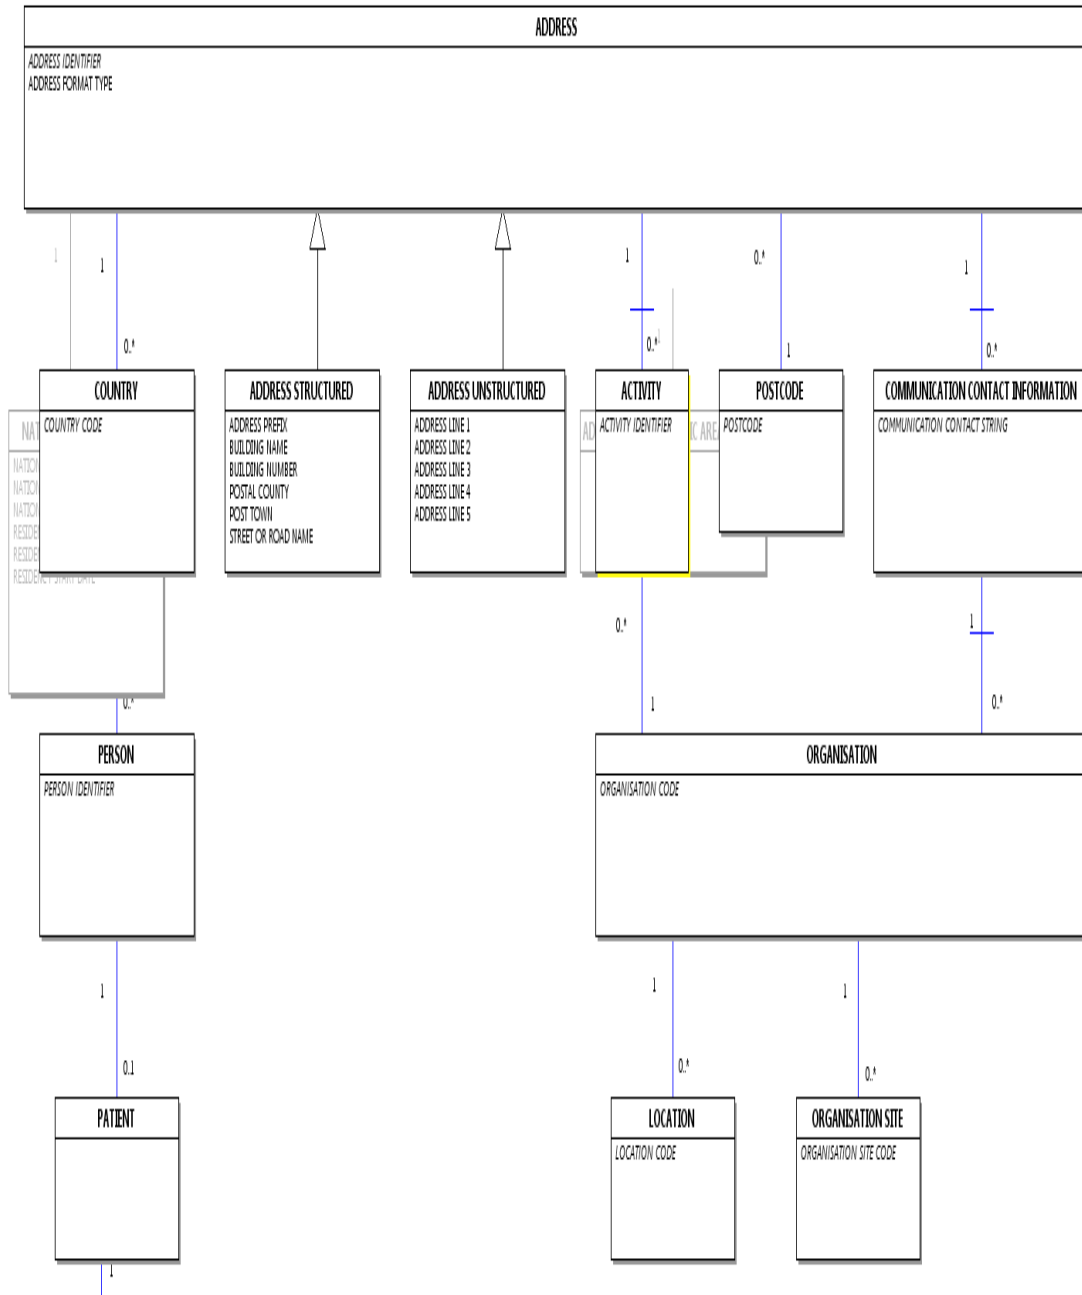 ADDRESS
ADDRESS IDENTIFIER
ADDRESS FORMAT TYPE
1
1
0..*
1
0..*
1
0..*
1
1
0..*
COUNTRY
COUNTRY CODE
ADDRESS STRUCTURED
ADDRESS PREFIX
BUILDING NAME
BUILDING NUMBER
POSTAL COUNTY
POST TOWN
STREET OR ROAD NAME
ADDRESS UNSTRUCTURED
ADDRESS LINE 1
ADDRESS LINE 2
ADDRESS LINE 3
ADDRESS LINE 4
ADDRESS LINE 5
ACTIVITY
ACTIVITY IDENTIFIER
POSTCODE
POSTCODE
COMMUNICATION CONTACT INFORMATION
COMMUNICATION CONTACT STRING
RESIDENCY START DATE
0..*
0..*
1
1
0..*
PERSON
PERSON IDENTIFIER
ORGANISATION
ORGANISATION CODE
1
0..1
1
0..*
1
0..*
PATIENT
LOCATION
LOCATION CODE
ORGANISATION SITE
ORGANISATION SITE CODE
1